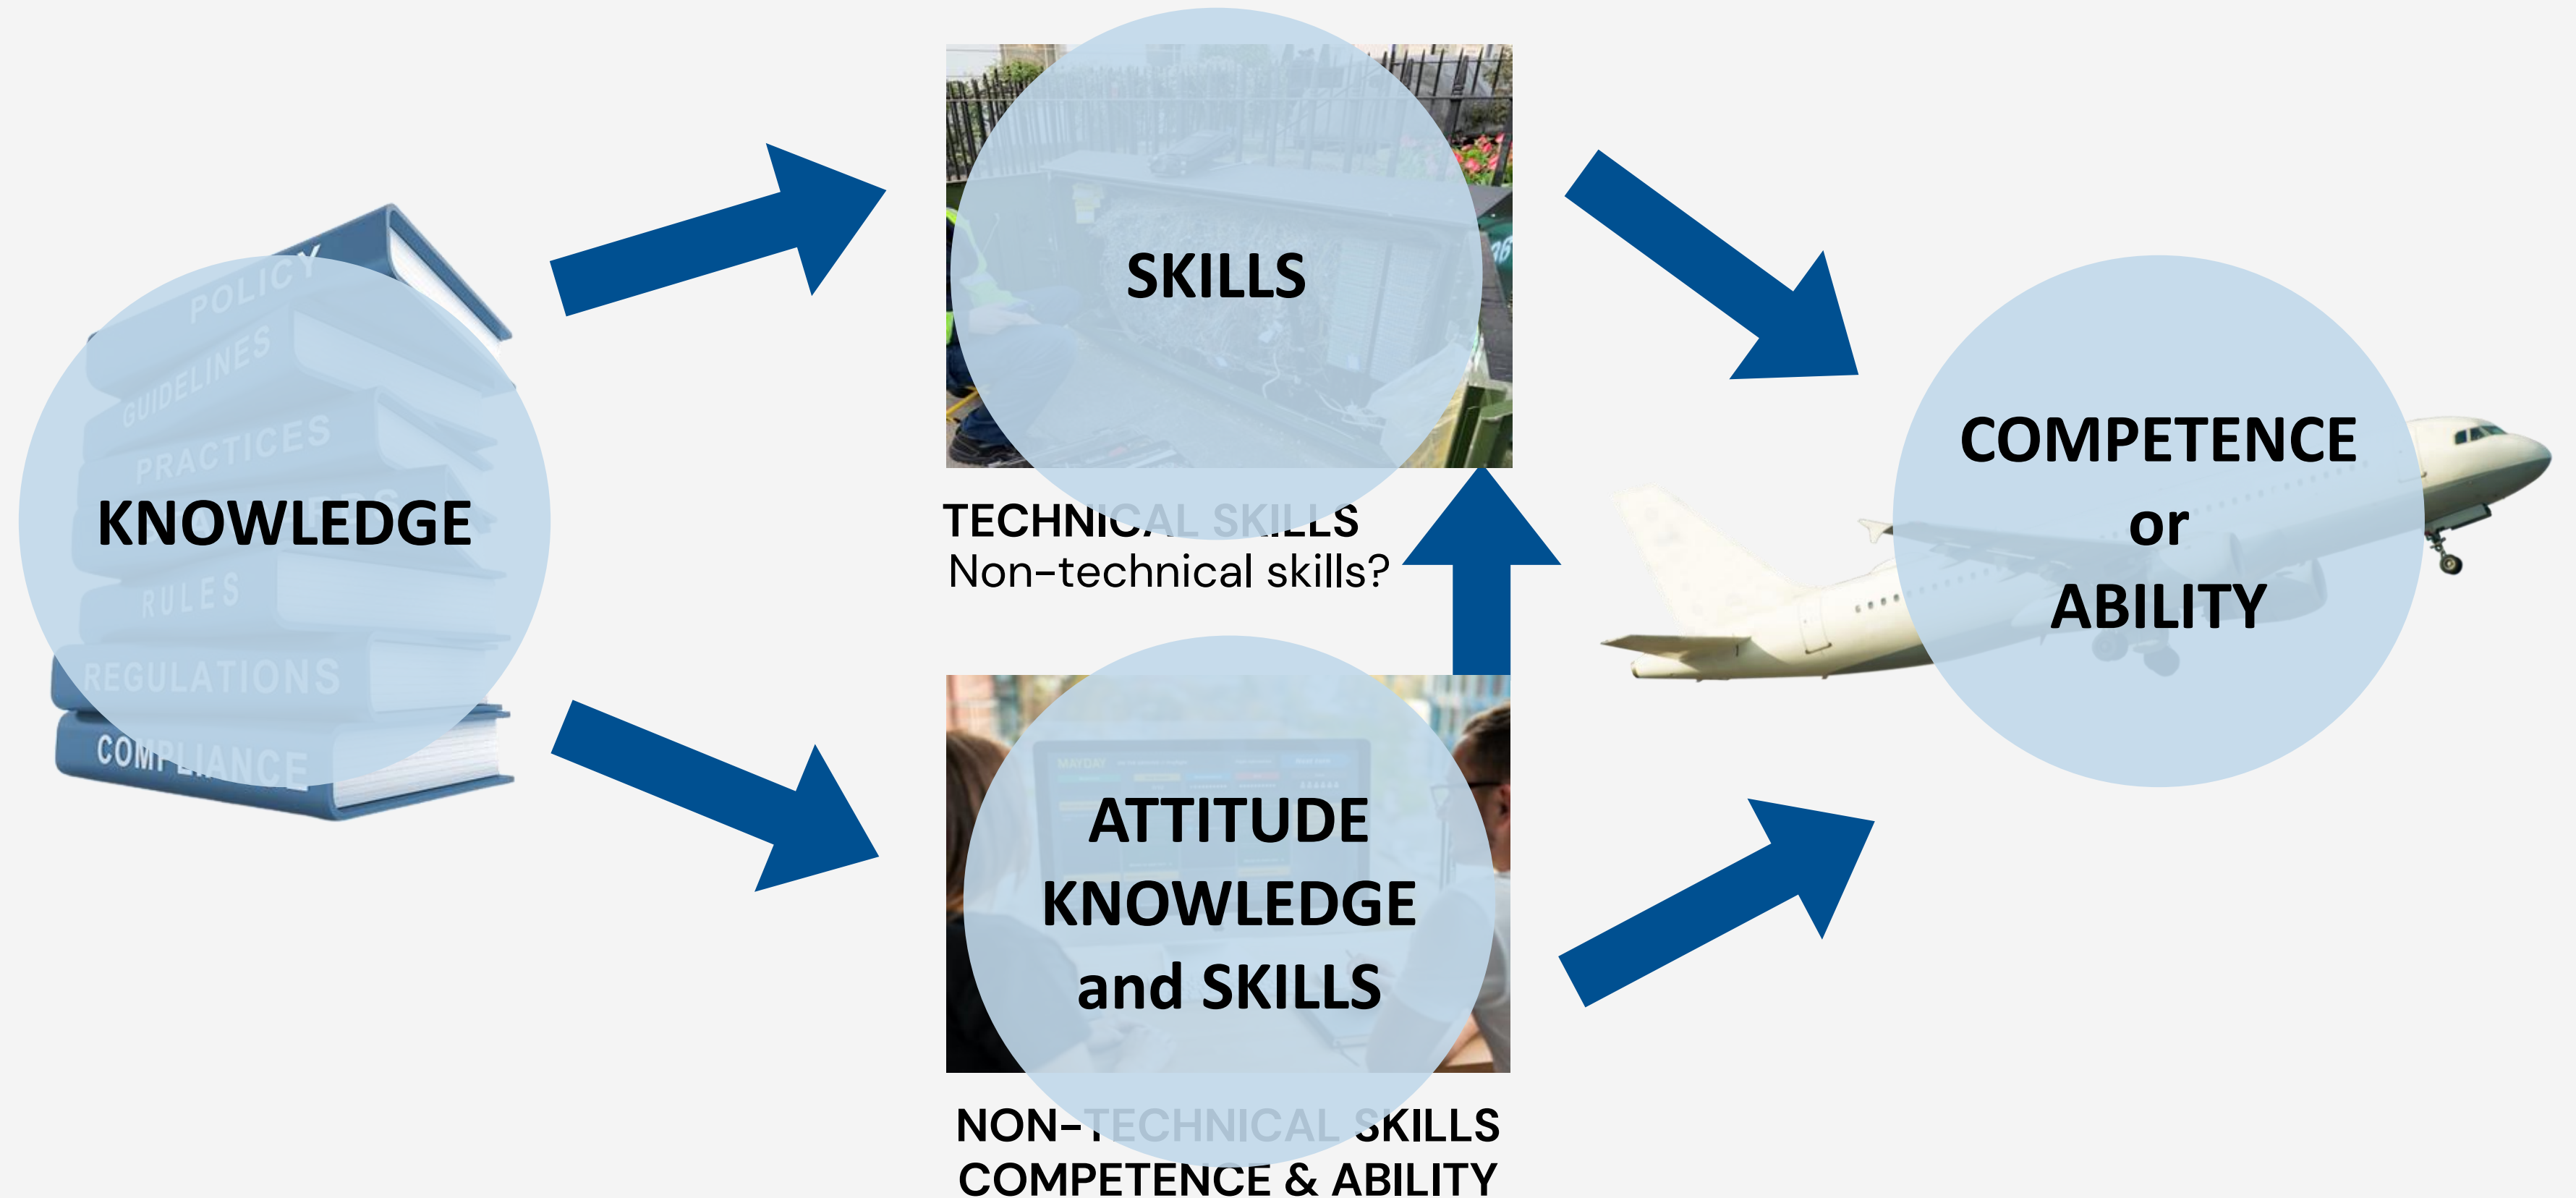 POLICY
GUIDELINES
PRACTICES
KNOWLEDGE
RULES
REGULATIONS
COMPLIANCE
SKILLS
TECHNICAL SKILLS
Non-technical skills?
MAYDAY
ATTITUDE
KNOWLEDGE
and SKILLS
NON-TECHNICAL SKILLS
COMPETENCE & ABILITY
COMPETENCE
or
ABILITY